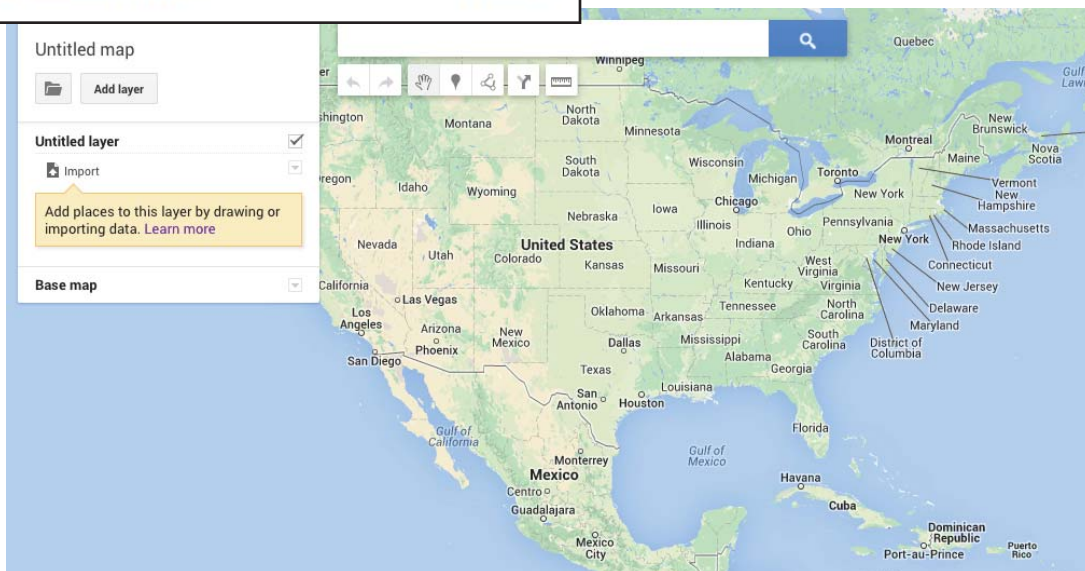 Untitled map
Add layer
Untitled layer
Import
Add places to this layer by drawing or
importing data. Learn more
Base map
Winnipeg
Quebec
Gulf
Law
er
shington
Montana
North
Dakota
Minnesota
Montreal
New
Brunswick
Nova
Scotia
Maine
regon
Idaho
Wyoming
South
Dakota
Wisconsin
Michigan
Toronto
Vermont
New
Hampshire
New York
Massachusetts
Rhode Island
Connecticut
Nebraska
Iowa
Chicago
Illinois
Indiana
Ohio
Pennsylvania
New York
New Jersey
Delaware
Maryland
District of
Columbia
Nevada
Utah
Colorado
United States
Kansas
Missouri
West
Virginia
Kentucky
Virginia
California
Las Vegas
Los
Angeles
San Diego
Arizona
Phoenix
New
Mexico
Oklahoma
Arkansas
Tennessee
North
Carolina
South
Carolina
Dallas
Texas
Mississippi
Alabama
Georgia
San
Antonio
Houston
Louisiana
Florida
Gulf of
California
Monterrey
Mexico
Centro
Guadalajara
Mexico
City
Gulf of
Mexico
Havana
Cuba
Dominican
Republic
Port-au-Prince
Puerto
Rico